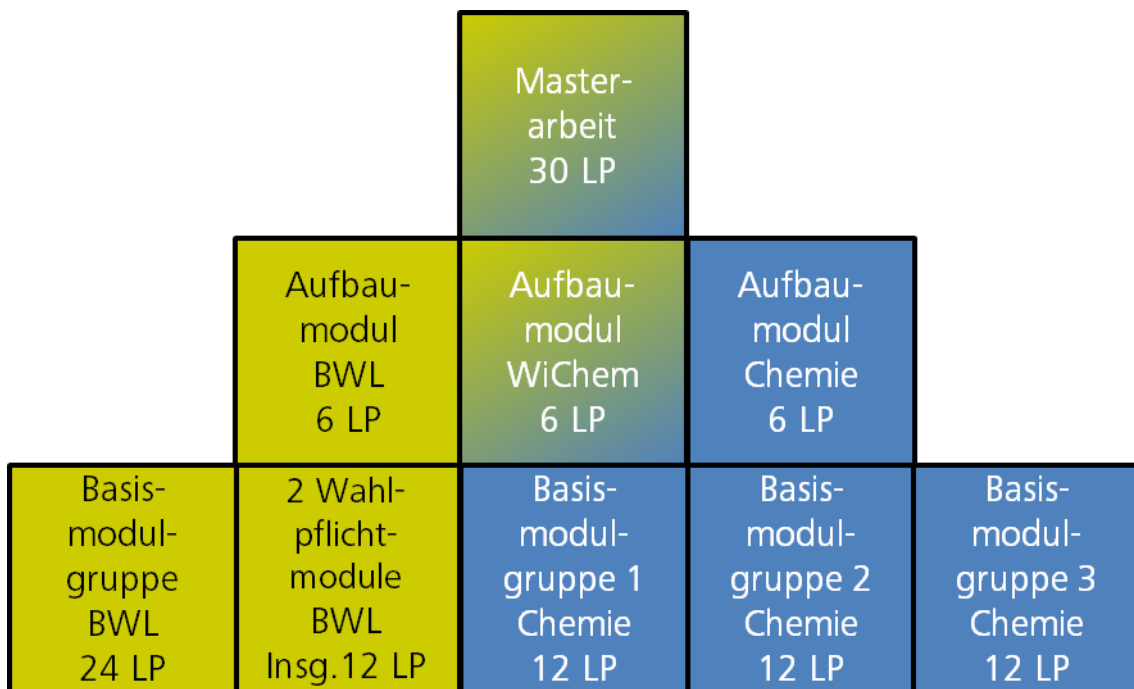 Master-
arbeit
30 LP
Aufbau-
modul
BWL
6 LP
Aufbau-
modul
WiChem
6 LP
Aufbau-
modul
Chemie
6 LP
Basis-
modul-
gruppe
BWL
24 LP
2 Wahl-
pflicht-
module
BWL
Insg.12 LP
Basis-
modul-
gruppe 1
Chemie
12 LP
Basis-
modul-
gruppe 2
Chemie
12 LP
Basis-
modul-
gruppe 3
Chemie
12 LP